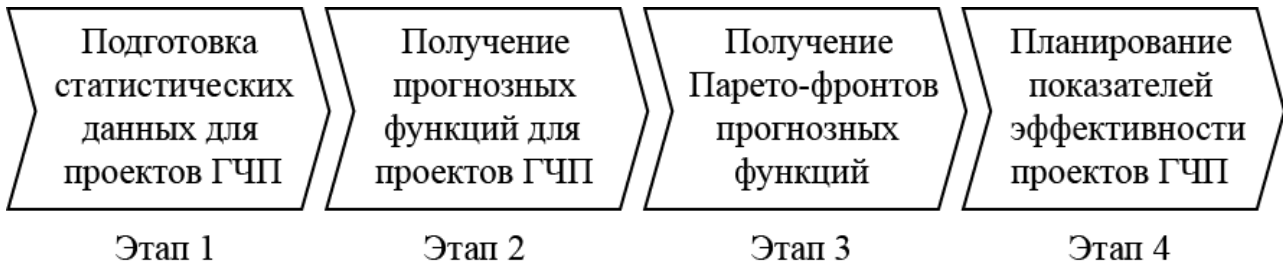 Подготовка
статистических
данных для
проектов ГЧП
Получение
прогнозных
функций для
проектов ГЧП
Получение
Парето-фронтов
прогнозных
функций
Планирование
показателей
эффективности
проектов ГЧП
Этап 1
Этап 2
Этап 3
Этап 4